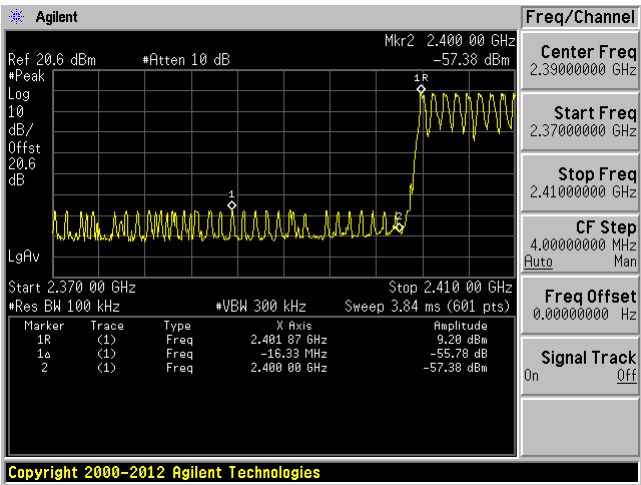 Agilent
Freq/Channel
Mkr2 2.400 00 GHz
Ref 20.6 dBm #Atten 10 dB -57.38 dBm
#Peak
Log
10
dB/
Offst
20.6
dB
LgAv
1R
1
2
Start 2.370 00 GHz Stop 2.410 00 GHz
#Res BW 100 kHz #VBW 300 kHz Sweep 3.84 ms (601 pts)
Marker Trace Type X Axis Amplitude
1R (1) Freq 2.401 87 GHz 9.20 dBm
1Δ (1) Freq -16.33 MHz -55.78 dB
2 (1) Freq 2.400 00 GHz -57.38 dBm
Center Freq
2.39000000 GHz
Start Freq
2.37000000 GHz
Stop Freq
2.41000000 GHz
CF Step
4.00000000 MHz
Auto Man
Freq Offset
0.00000000 Hz
Signal Track
On Off
Copyright 2000-2012 Agilent Technologies